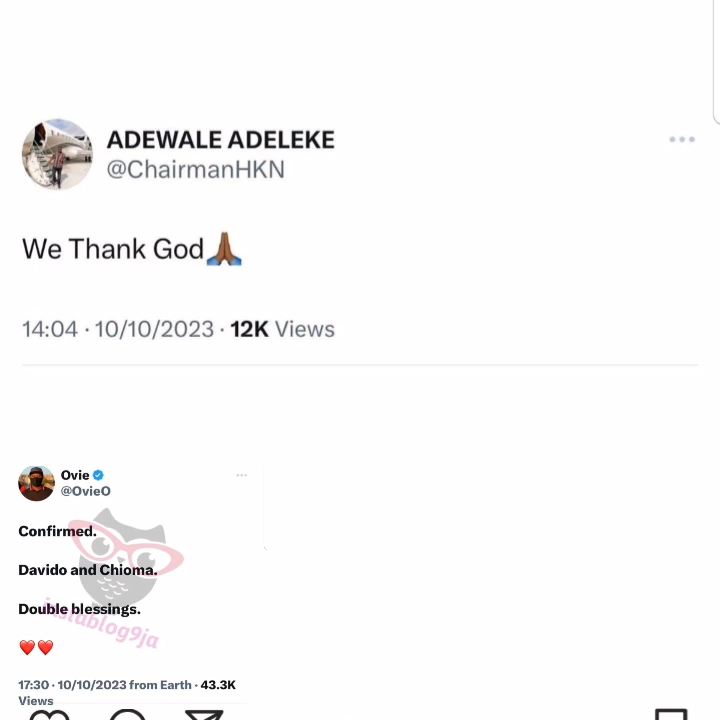 ADEWALE ADELEKE
@ChairmanHKN
We Thank God🙏🏾
14:04 · 10/10/2023 · 12K Views
Ovie
@OvieO
Confirmed.
Davido and Chioma.
Double blessings.
❤️❤️
instablog9ja
17:30 · 10/10/2023 from Earth · 43.3K
Views